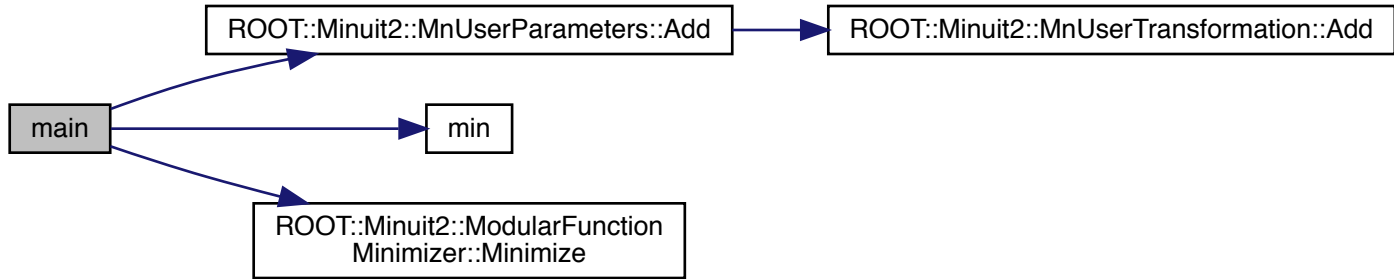 ROOT::Minuit2::MnUserParameters::Add
ROOT::Minuit2::MnUserTransformation::Add
main
min
ROOT::Minuit2::ModularFunction
Minimizer::Minimize